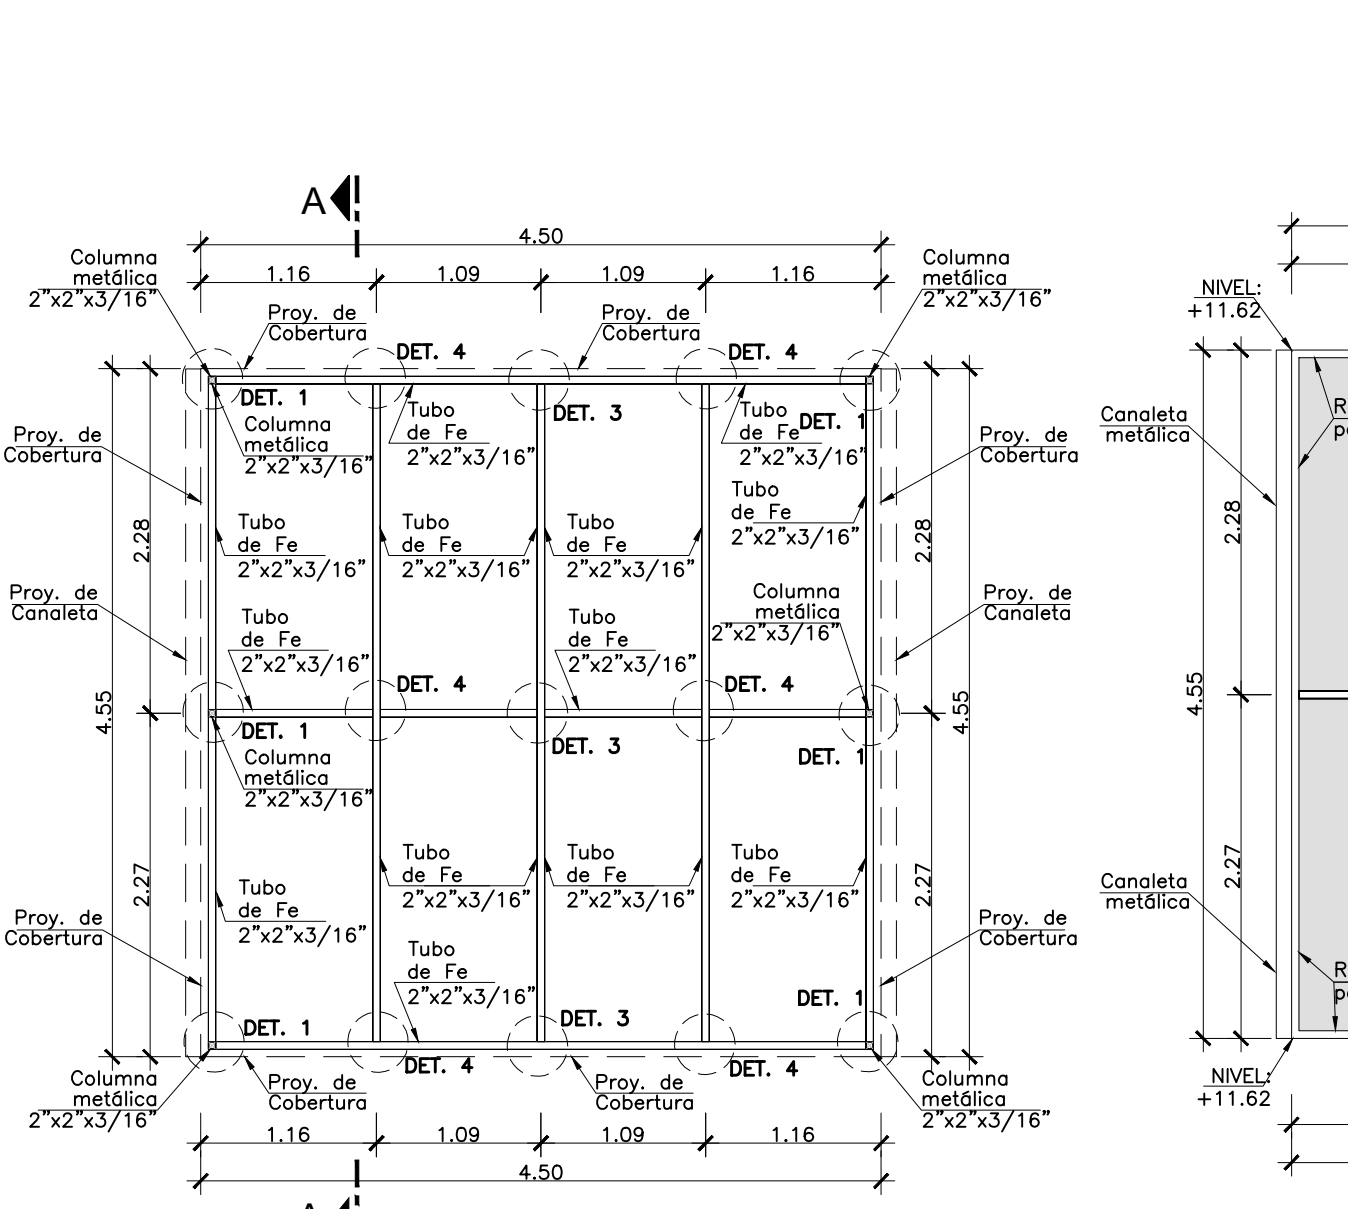 A
4.50
1.16
1.09
1.09
1.16
Columna
metálica
2"x2"x3/16"
Columna
metálica
2"x2"x3/16"
Proy. de
Cobertura
Proy. de
Cobertura
DET. 4
DET. 4
DET. 1
DET. 3
DET. 1
Columna
metálica
2"x2"x3/16"
Tubo
de Fe
2"x2"x3/16"
Tubo
de Fe
2"x2"x3/16"
Proy. de
Cobertura
Proy. de
Cobertura
Tubo
de Fe
2"x2"x3/16"
2.28
Tubo
de Fe
2"x2"x3/16"
Tubo
de Fe
2"x2"x3/16"
Tubo
de Fe
2"x2"x3/16"
2.28
Proy. de
Canaleta
Columna
metálica
2"x2"x3/16"
Proy. de
Canaleta
Tubo
de Fe
2"x2"x3/16"
Tubo
de Fe
2"x2"x3/16"
DET. 4
DET. 4
4.55
4.55
DET. 1
DET. 3
DET. 1
Columna
metálica
2"x2"x3/16"
2.27
Tubo
de Fe
2"x2"x3/16"
Tubo
de Fe
2"x2"x3/16"
Tubo
de Fe
2"x2"x3/16"
2.27
Tubo
de Fe
2"x2"x3/16"
Proy. de
Cobertura
Proy. de
Cobertura
Tubo
de Fe
2"x2"x3/16"
DET. 1
DET. 1
DET. 3
DET. 4
DET. 4
Columna
metálica
2"x2"x3/16"
Proy. de
Cobertura
Proy. de
Cobertura
Columna
metálica
2"x2"x3/16"
1.16
1.09
1.09
1.16
4.50
A
NIVEL:
+11.62
Canaleta
metálica
2.28
4.55
2.27
Canaleta
metálica
NIVEL:
+11.62